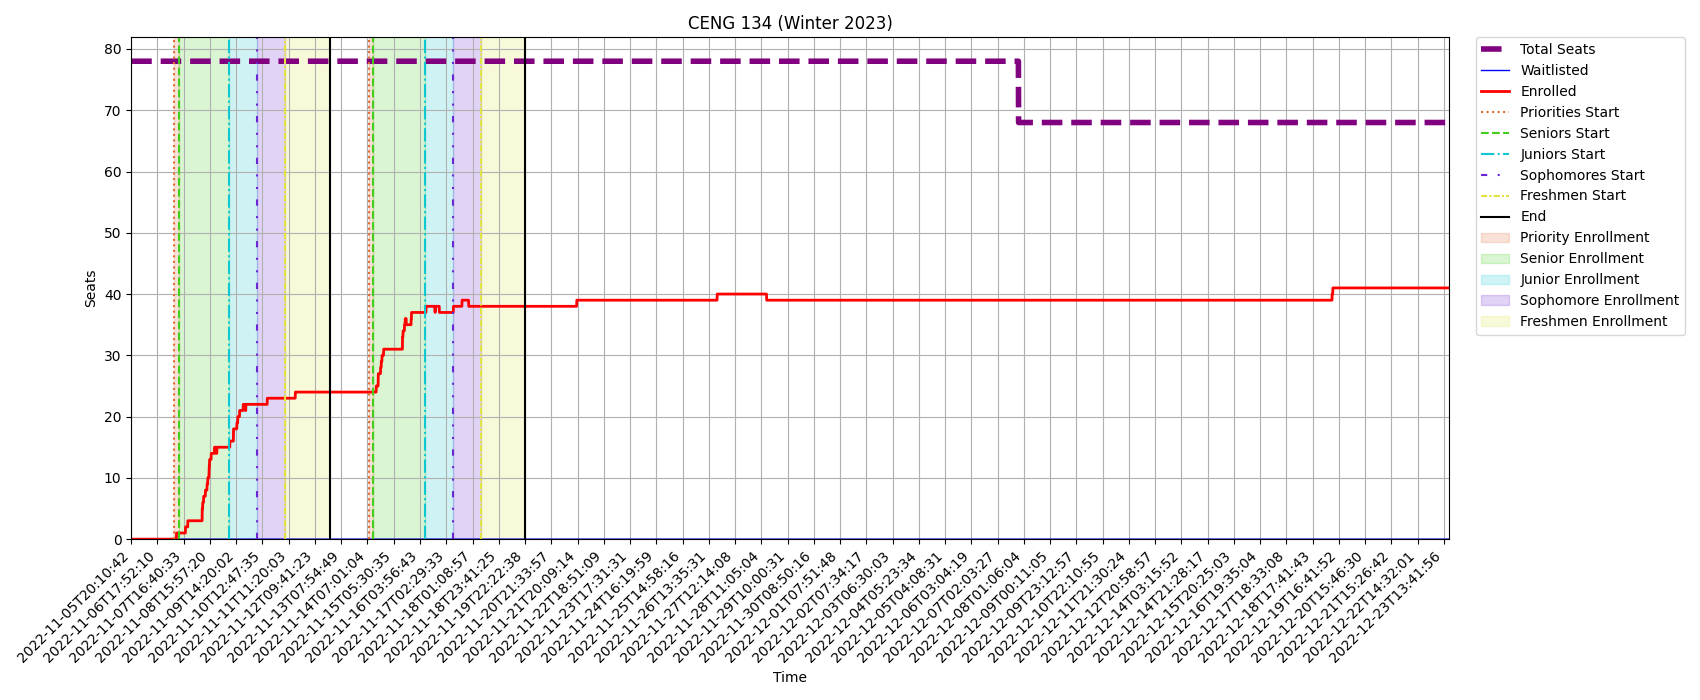 CENG 134 (Winter 2023)
Seats
80
70
60
50
40
30
20
10
0
2022-11-05T20:10:42
2022-11-06T17:52:10
2022-11-07T16:40:33
2022-11-08T15:57:20
2022-11-09T14:20:02
2022-11-10T12:47:35
2022-11-11T11:20:03
2022-11-12T09:41:23
2022-11-13T07:54:49
2022-11-14T07:01:04
2022-11-15T05:30:35
2022-11-16T03:56:43
2022-11-17T02:29:33
2022-11-18T01:08:57
2022-11-18T23:41:25
2022-11-19T22:22:38
2022-11-20T21:33:57
2022-11-21T20:09:14
2022-11-22T18:51:09
2022-11-23T17:31:31
2022-11-24T16:19:59
2022-11-25T14:58:16
2022-11-26T13:35:31
2022-11-27T12:14:08
2022-11-28T11:05:04
2022-11-29T10:00:31
2022-11-30T08:50:16
2022-12-01T07:51:48
2022-12-02T07:34:17
2022-12-03T06:30:03
2022-12-04T05:23:34
2022-12-05T04:08:31
2022-12-06T03:04:19
2022-12-07T02:03:27
2022-12-08T01:06:04
2022-12-09T00:11:05
2022-12-09T23:12:57
2022-12-10T22:10:55
2022-12-11T21:30:24
2022-12-12T20:58:57
2022-12-14T03:15:52
2022-12-14T21:28:17
2022-12-15T20:25:03
2022-12-16T19:35:04
2022-12-17T18:33:08
2022-12-18T17:41:43
2022-12-19T16:41:52
2022-12-20T15:46:30
2022-12-21T15:26:42
2022-12-22T14:32:01
2022-12-23T13:41:56
Time
Total Seats
Waitlisted
Enrolled
Priorities Start
Seniors Start
Juniors Start
Sophomores Start
Freshmen Start
End
Priority Enrollment
Senior Enrollment
Junior Enrollment
Sophomore Enrollment
Freshmen Enrollment